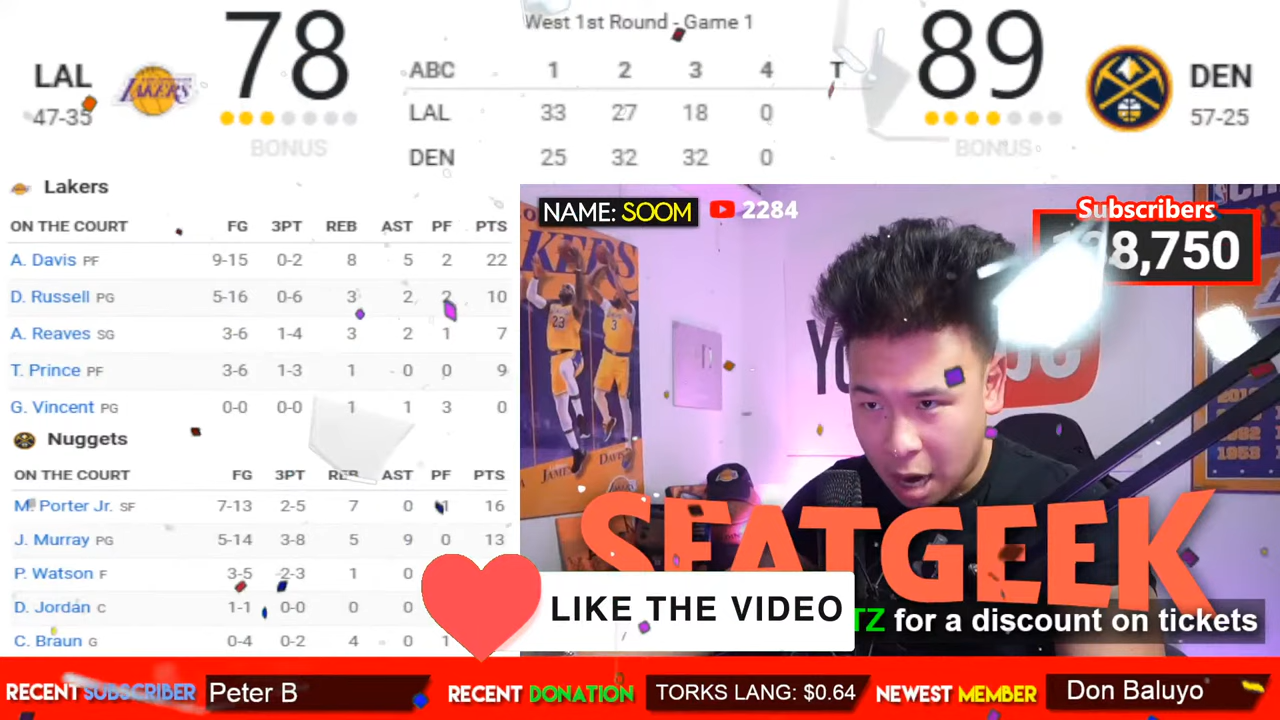 West 1st Round - Game 1
LAL
47-35
LAKERS
78
BONUS
ABC 1 2 3 4 T
LAL 33 27 18 0
DEN 25 32 32 0
89
BONUS
DEN
57-25
Lakers
ON THE COURT FG 3PT REB AST PF PTS
A. Davis PF 9-15 0-2 8 5 2 22
D. Russell PG 5-16 0-6 3 2 2 10
A. Reaves SG 3-6 1-4 3 2 1 7
T. Prince PF 3-6 1-3 1 0 0 9
G. Vincent PG 0-0 0-0 1 1 3 0
Nuggets
ON THE COURT FG 3PT REB AST PF PTS
M. Porter Jr. SF 7-13 2-5 7 0 1 16
J. Murray PG 5-14 3-8 5 9 0 13
P. Watson F 3-5 2-3 1 0
D. Jordan C 1-1 0-0 0 0
C. Braun G 0-4 0-2 4 0 1
NAME: SOOM
2284
Subscribers
8,750
LAKERS
23
3
JAMES
DAVIS
YO
SEATGEEK
TZ for a discount on tickets
LIKE THE VIDEO
RECENT SUBSCRIBER Peter B
RECENT DONATION TORKS LANG: $0.64
NEWEST MEMBER Don Baluyo